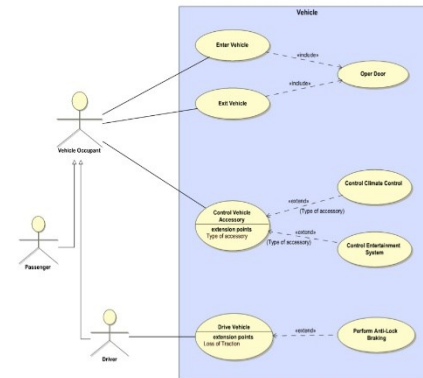 Vehicle
Enter Vehicle
«include»
Oper Door
«include»
Exit Vehicle
Vehicle Occupant
Control Climate Control
«extend»
(Type of accessory)
Control Vehicle
Accessory
extension points
Type of accessory
«extend»
(Type of accessory)
Control Entertainment
System
Passenger
Drive Vehicle
extension points
Loss of Traction
«extend»
Perform Anti-Lock
Braking
Driver